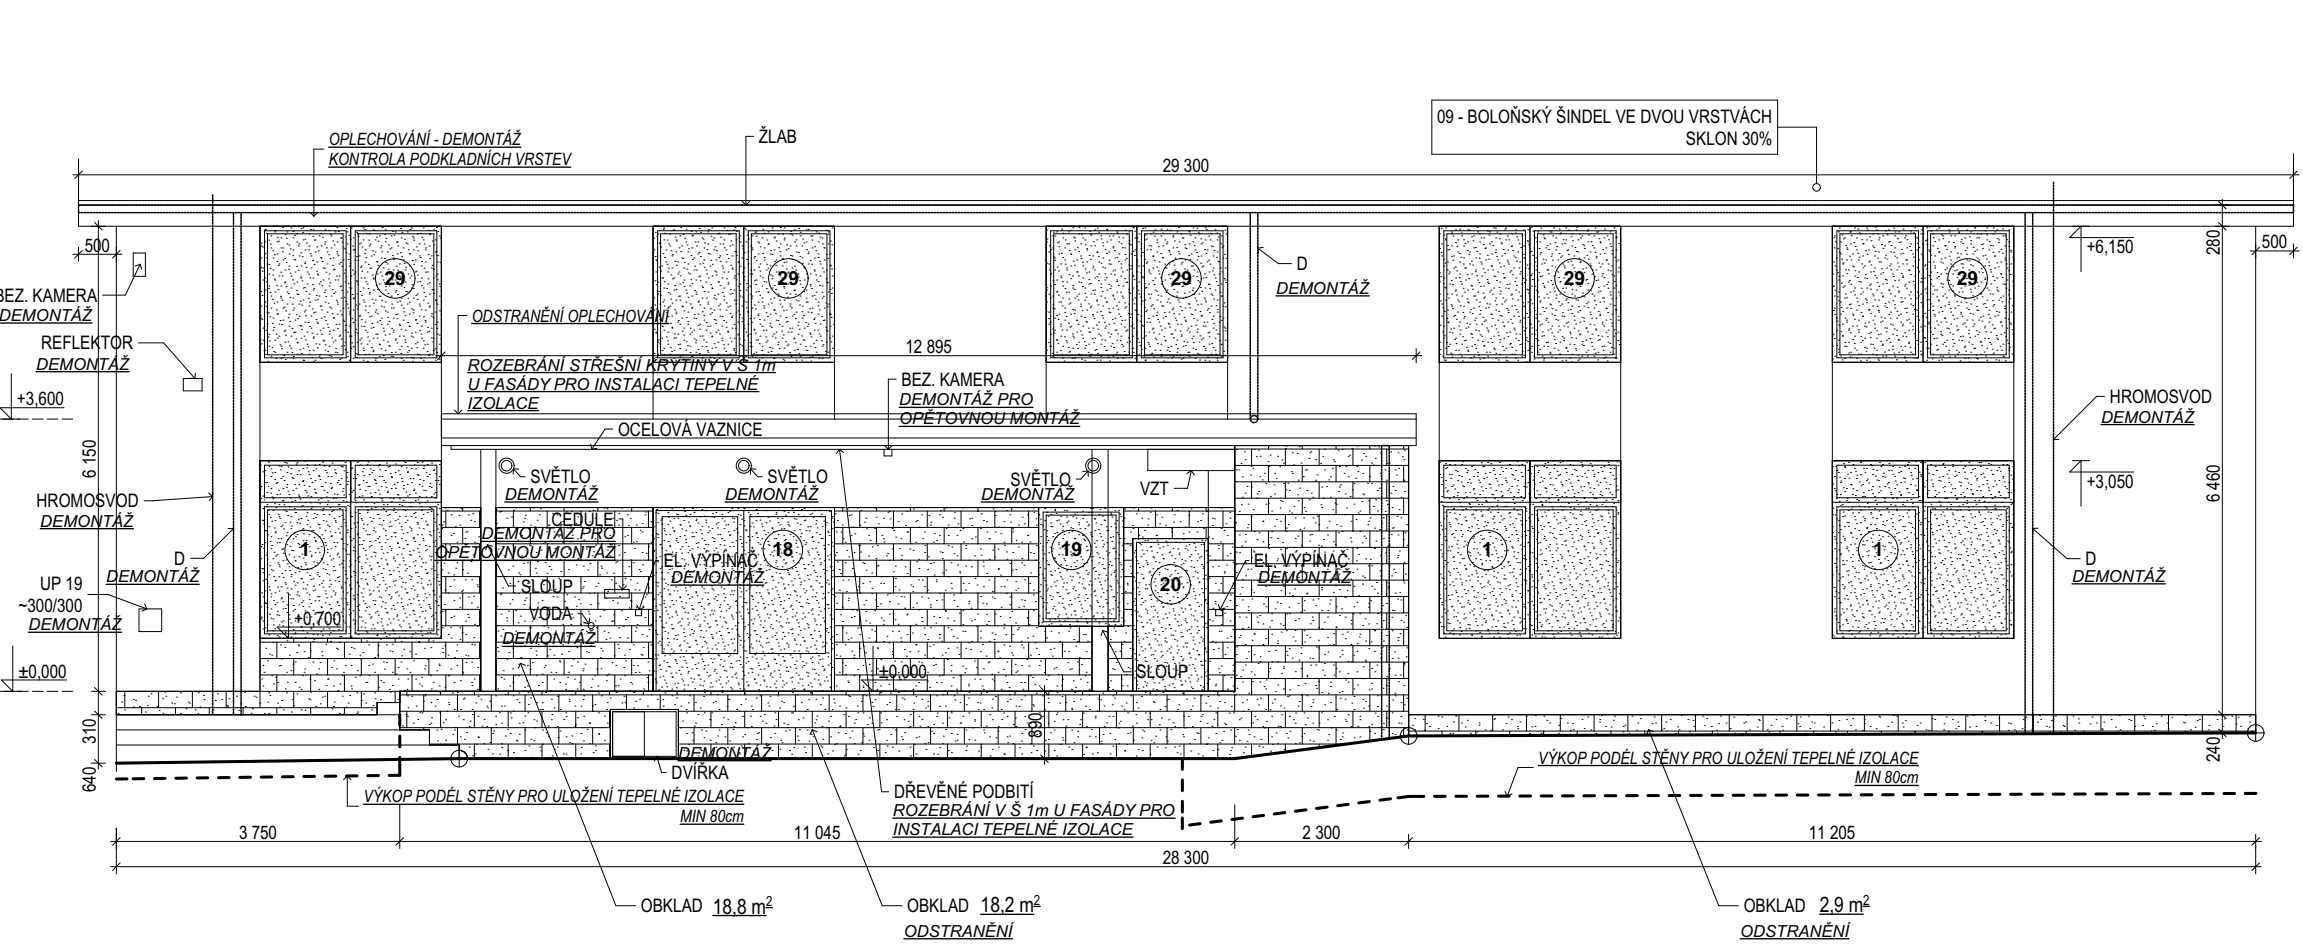 09 - BOLOŇSKÝ ŠINDEL VE DVOU VRSTVÁCH
SKLON 30%
OPLECHOVÁNÍ - DEMONTÁŽ
KONTROLA PODKLADNÍCH VRSTEV
ŽLAB
29 300
500
+6,150
280
500
29
29
29
29
29
BEZ. KAMERA
DEMONTÁŽ
D
DEMONTÁŽ
ODSTRANĚNÍ OPLECHOVÁNÍ
REFLEKTOR
DEMONTÁŽ
12 895
ROZEBRÁNÍ STŘEŠNÍ KRYTINY V Š 1m
U FASÁDY PRO INSTALACI TEPELNÉ
IZOLACE
BEZ. KAMERA
DEMONTÁŽ PRO
OPĚTOVNOU MONTÁŽ
+3,600
HROMOSVOD
DEMONTÁŽ
OCELOVÁ VAZNICE
6 150
SVĚTLO
DEMONTÁŽ
SVĚTLO
DEMONTÁŽ
SVĚTLO
DEMONTÁŽ
VZT
+3,050
6 460
HROMOSVOD
DEMONTÁŽ
CEDULE
DEMONTÁŽ PRO
OPĚTOVNOU MONTÁŽ
1
18
19
20
1
1
D
DEMONTÁŽ
EL. VYPÍNAČ
DEMONTÁŽ
EL. VYPÍNAČ
DEMONTÁŽ
D
DEMONTÁŽ
UP 19
~300/300
DEMONTÁŽ
SLOUP
VODA
DEMONTÁŽ
+0,700
±0,000
±0,000
SLOUP
310
640
890
240
DEMONTÁŽ
DVÍŘKA
VÝKOP PODÉL STĚNY PRO ULOŽENÍ TEPELNÉ IZOLACE
MIN 80cm
VÝKOP PODÉL STĚNY PRO ULOŽENÍ TEPELNÉ IZOLACE
MIN 80cm
DŘEVĚNÉ PODBITÍ
ROZEBRÁNÍ V Š 1m U FASÁDY PRO
INSTALACI TEPELNÉ IZOLACE
3 750
11 045
2 300
11 205
28 300
OBKLAD 18,8 m²
OBKLAD 18,2 m²
ODSTRANĚNÍ
OBKLAD 2,9 m²
ODSTRANĚNÍ